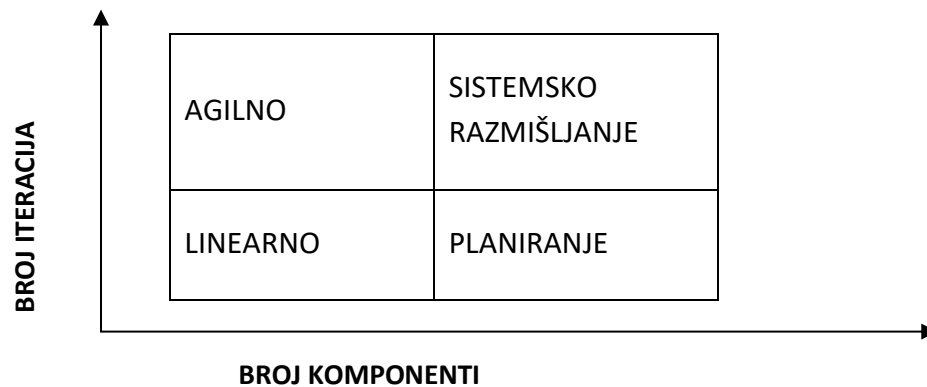 BROJ ITERACIJA
AGILNO
SISTEMSKO
RAZMIŠLJANJE
LINEARNO
PLANIRANJE
BROJ KOMPONENTI